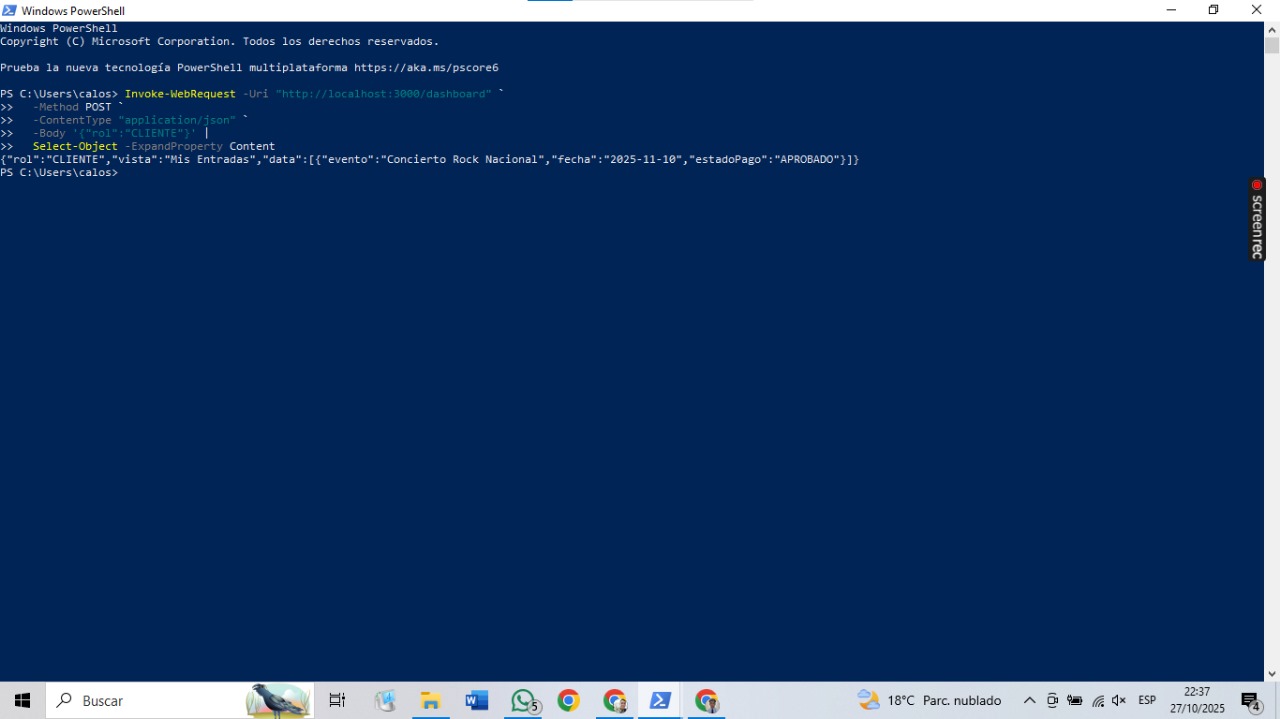 Windows PowerShell
Windows PowerShell
Copyright (C) Microsoft Corporation. Todos los derechos reservados.
Prueba la nueva tecnología PowerShell multiplataforma https://aka.ms/pscore6
PS C:\Users\calos> Invoke-WebRequest -Uri "http://localhost:3000/dashboard" `
>>   -Method POST `
>>   -ContentType "application/json" `
>>   -Body '{"rol":"CLIENTE"}' |
>>   Select-Object -ExpandProperty Content
{"rol":"CLIENTE","vista":"Mis Entradas","data":[{"evento":"Concierto Rock Nacional","fecha":"2025-11-10","estadoPago":"APROBADO"}]}
PS C:\Users\calos>
screenrec
Buscar
5
18°C Parc. nublado
ESP
22:37
27/10/2025
4